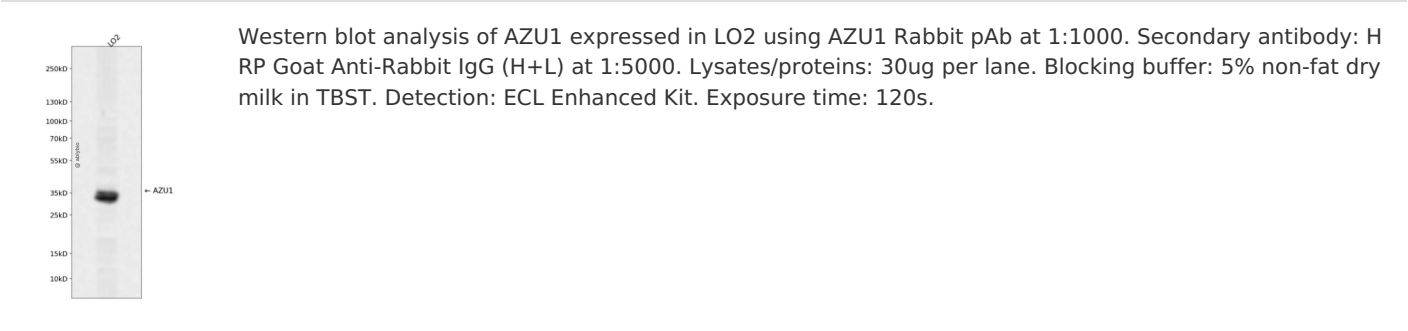 LO2
250kD
130kD
100kD
70kD
55kD
35kD
25kD
15kD
10kD
@ ablybio
← AZU1
Western blot analysis of AZU1 expressed in LO2 using AZU1 Rabbit pAb at 1:1000. Secondary antibody: H
RP Goat Anti-Rabbit IgG (H+L) at 1:5000. Lysates/proteins: 30ug per lane. Blocking buffer: 5% non-fat dry
milk in TBST. Detection: ECL Enhanced Kit. Exposure time: 120s.